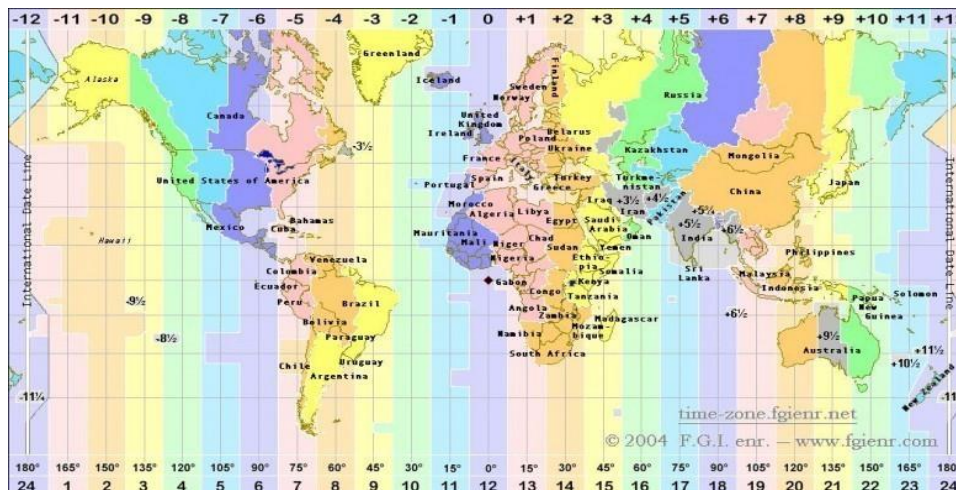 -12 -11 -10 -9 -8 -7 -6 -5 -4 -3 -2 -1 0 +1 +2 +3 +4 +5 +6 +7 +8 +9 +10 +11 +12
Greenland
Alaska
Iceland
Finland
Sweden
Norway
Russia
Canada
United
Kingdom
Ireland
Belarus
Poland
Ukraine
Kazakhstan
Mongolia
-3½
France
Italy
International Date Line
United States of America
Portugal
Spain
Greece
Turkey
Turkme-
nistan
China
Japan
International Date Line
Morocco
Algeria
Libya
Egypt
Iraq
+3½
Iran
+4½
Pakistan
+5¾
+5½
India
+6½
Hawaii
Mexico
Bahamas
Cuba
Mauritania
Mali
Niger
Chad
Sudan
Saudi
Arabia
Oman
Yemen
Philippines
Venezuela
Colombia
Nigeria
Ethio-
pia
Somalia
Sri
Lanka
Malaysia
Ecuador
Gabon
Congo
Kenya
Indonesia
Papua
New
Guinea
Solomon
-9½
Peru
Brazil
Tanzania
Angola
Zambia
Mozam
bique
Madagascar
+6½
-8½
Bolivia
Paraguay
Namibia
South Africa
+9½
Australia
Chile
Uruguay
Argentina
+11½
+10½
New Zealand
-11¼
-11
time-zone.fgienr.net
© 2004 F.G.I. enr. – www.fgienr.com
180° 165° 150° 135° 120° 105° 90° 75° 60° 45° 30° 15° 0° 15° 30° 45° 60° 75° 90° 105° 120° 135° 150° 165° 180°
24 1 2 3 4 5 6 7 8 9 10 11 12 13 14 15 16 17 18 19 20 21 22 23 24